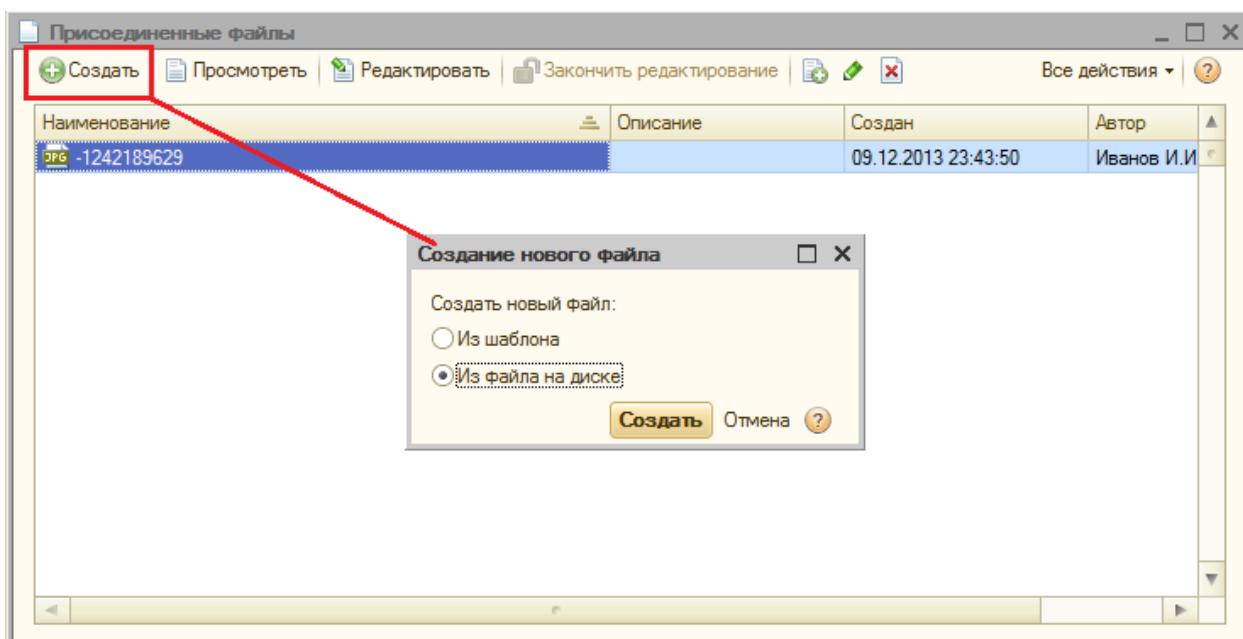 Присоединенные файлы
Создать Просмотреть Редактировать Закончить редактирование Все действия ?
Наименование Описание Создан Автор
JPG -1242189629 09.12.2013 23:43:50 Иванов И.И
Создание нового файла
Создать новый файл:
Из шаблона
Из файла на диске
Создать Отмена ?